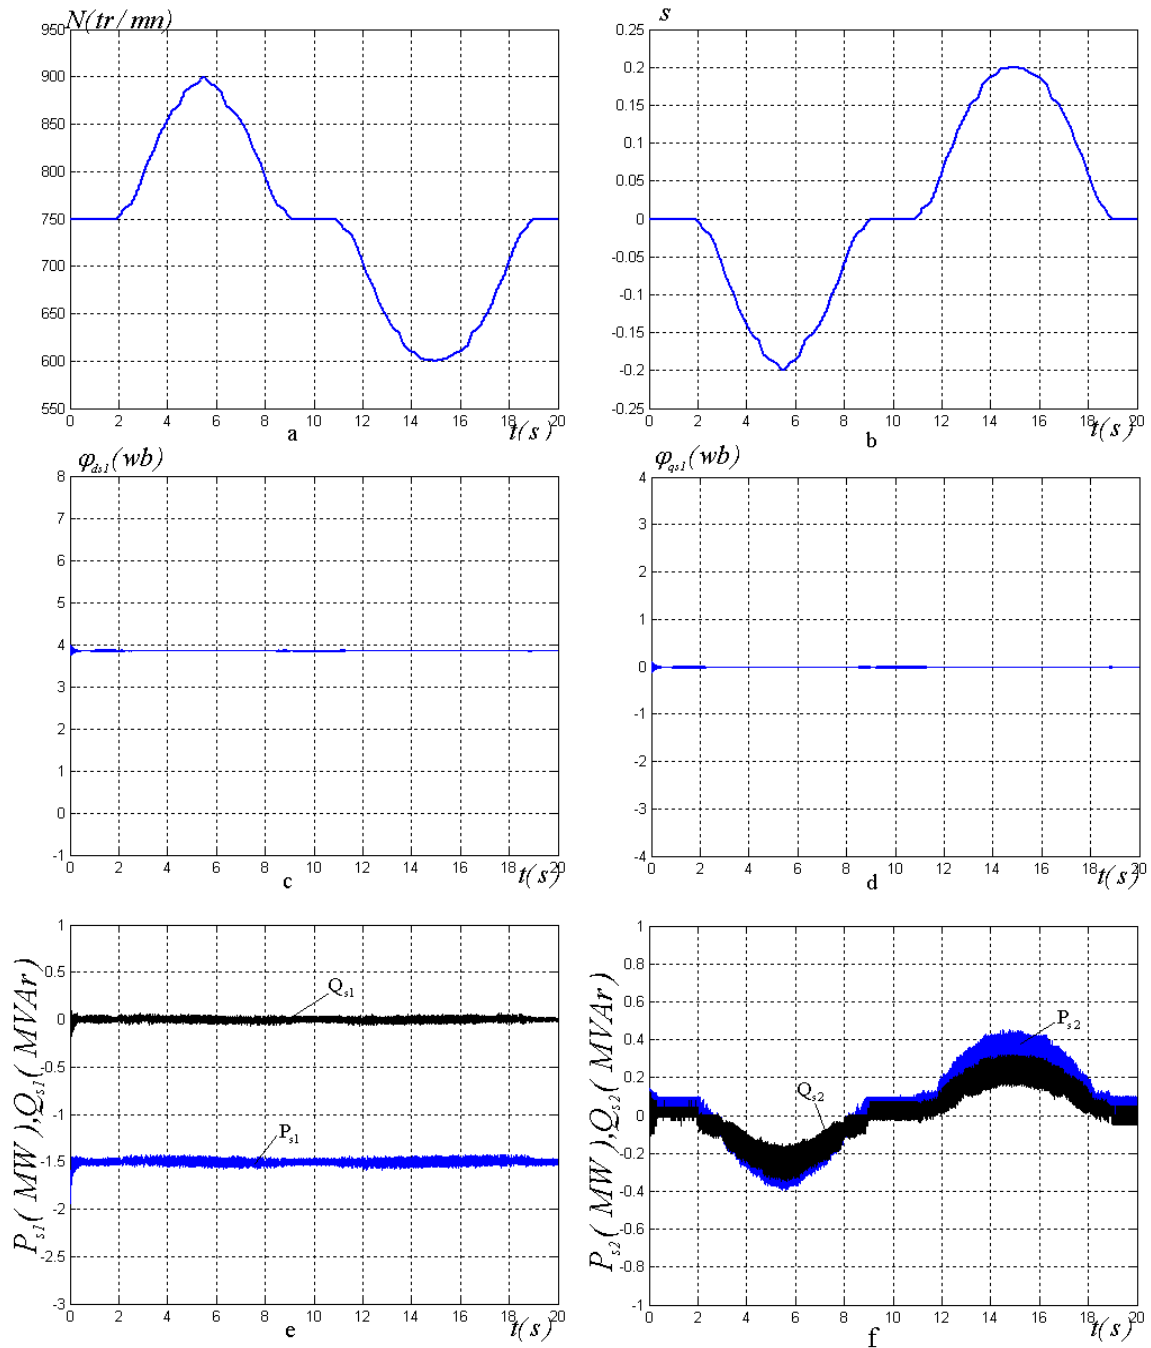 N(tr/mn)
950
900
850
800
750
700
650
600
550
0 2 4 6 8 10 12 14 16 18 20
a
t(s)
s
0.25
0.2
0.15
0.1
0.05
0
-0.05
-0.1
-0.15
-0.2
-0.25
0 2 4 6 8 10 12 14 16 18 20
b
t(s)
φds1(wb)
8
7
6
5
4
3
2
1
0
-1
0 2 4 6 8 10 12 14 16 18 20
c
t(s)
φqs1(wb)
4
3
2
1
0
-1
-2
-3
-4
0 2 4 6 8 10 12 14 16 18 20
d
t(s)
Ps1(MW),Qs1(MVAr)
1
0.5
0
-0.5
-1
-1.5
-2
-2.5
-3
Qs1
Ps1
0 2 4 6 8 10 12 14 16 18 20
e
t(s)
Ps2(MW),Qs2(MVAr)
1
0.8
0.6
0.4
0.2
0
-0.2
-0.4
-0.6
-0.8
-1
Ps2
Qs2
0 2 4 6 8 10 12 14 16 18 20
f
t(s)